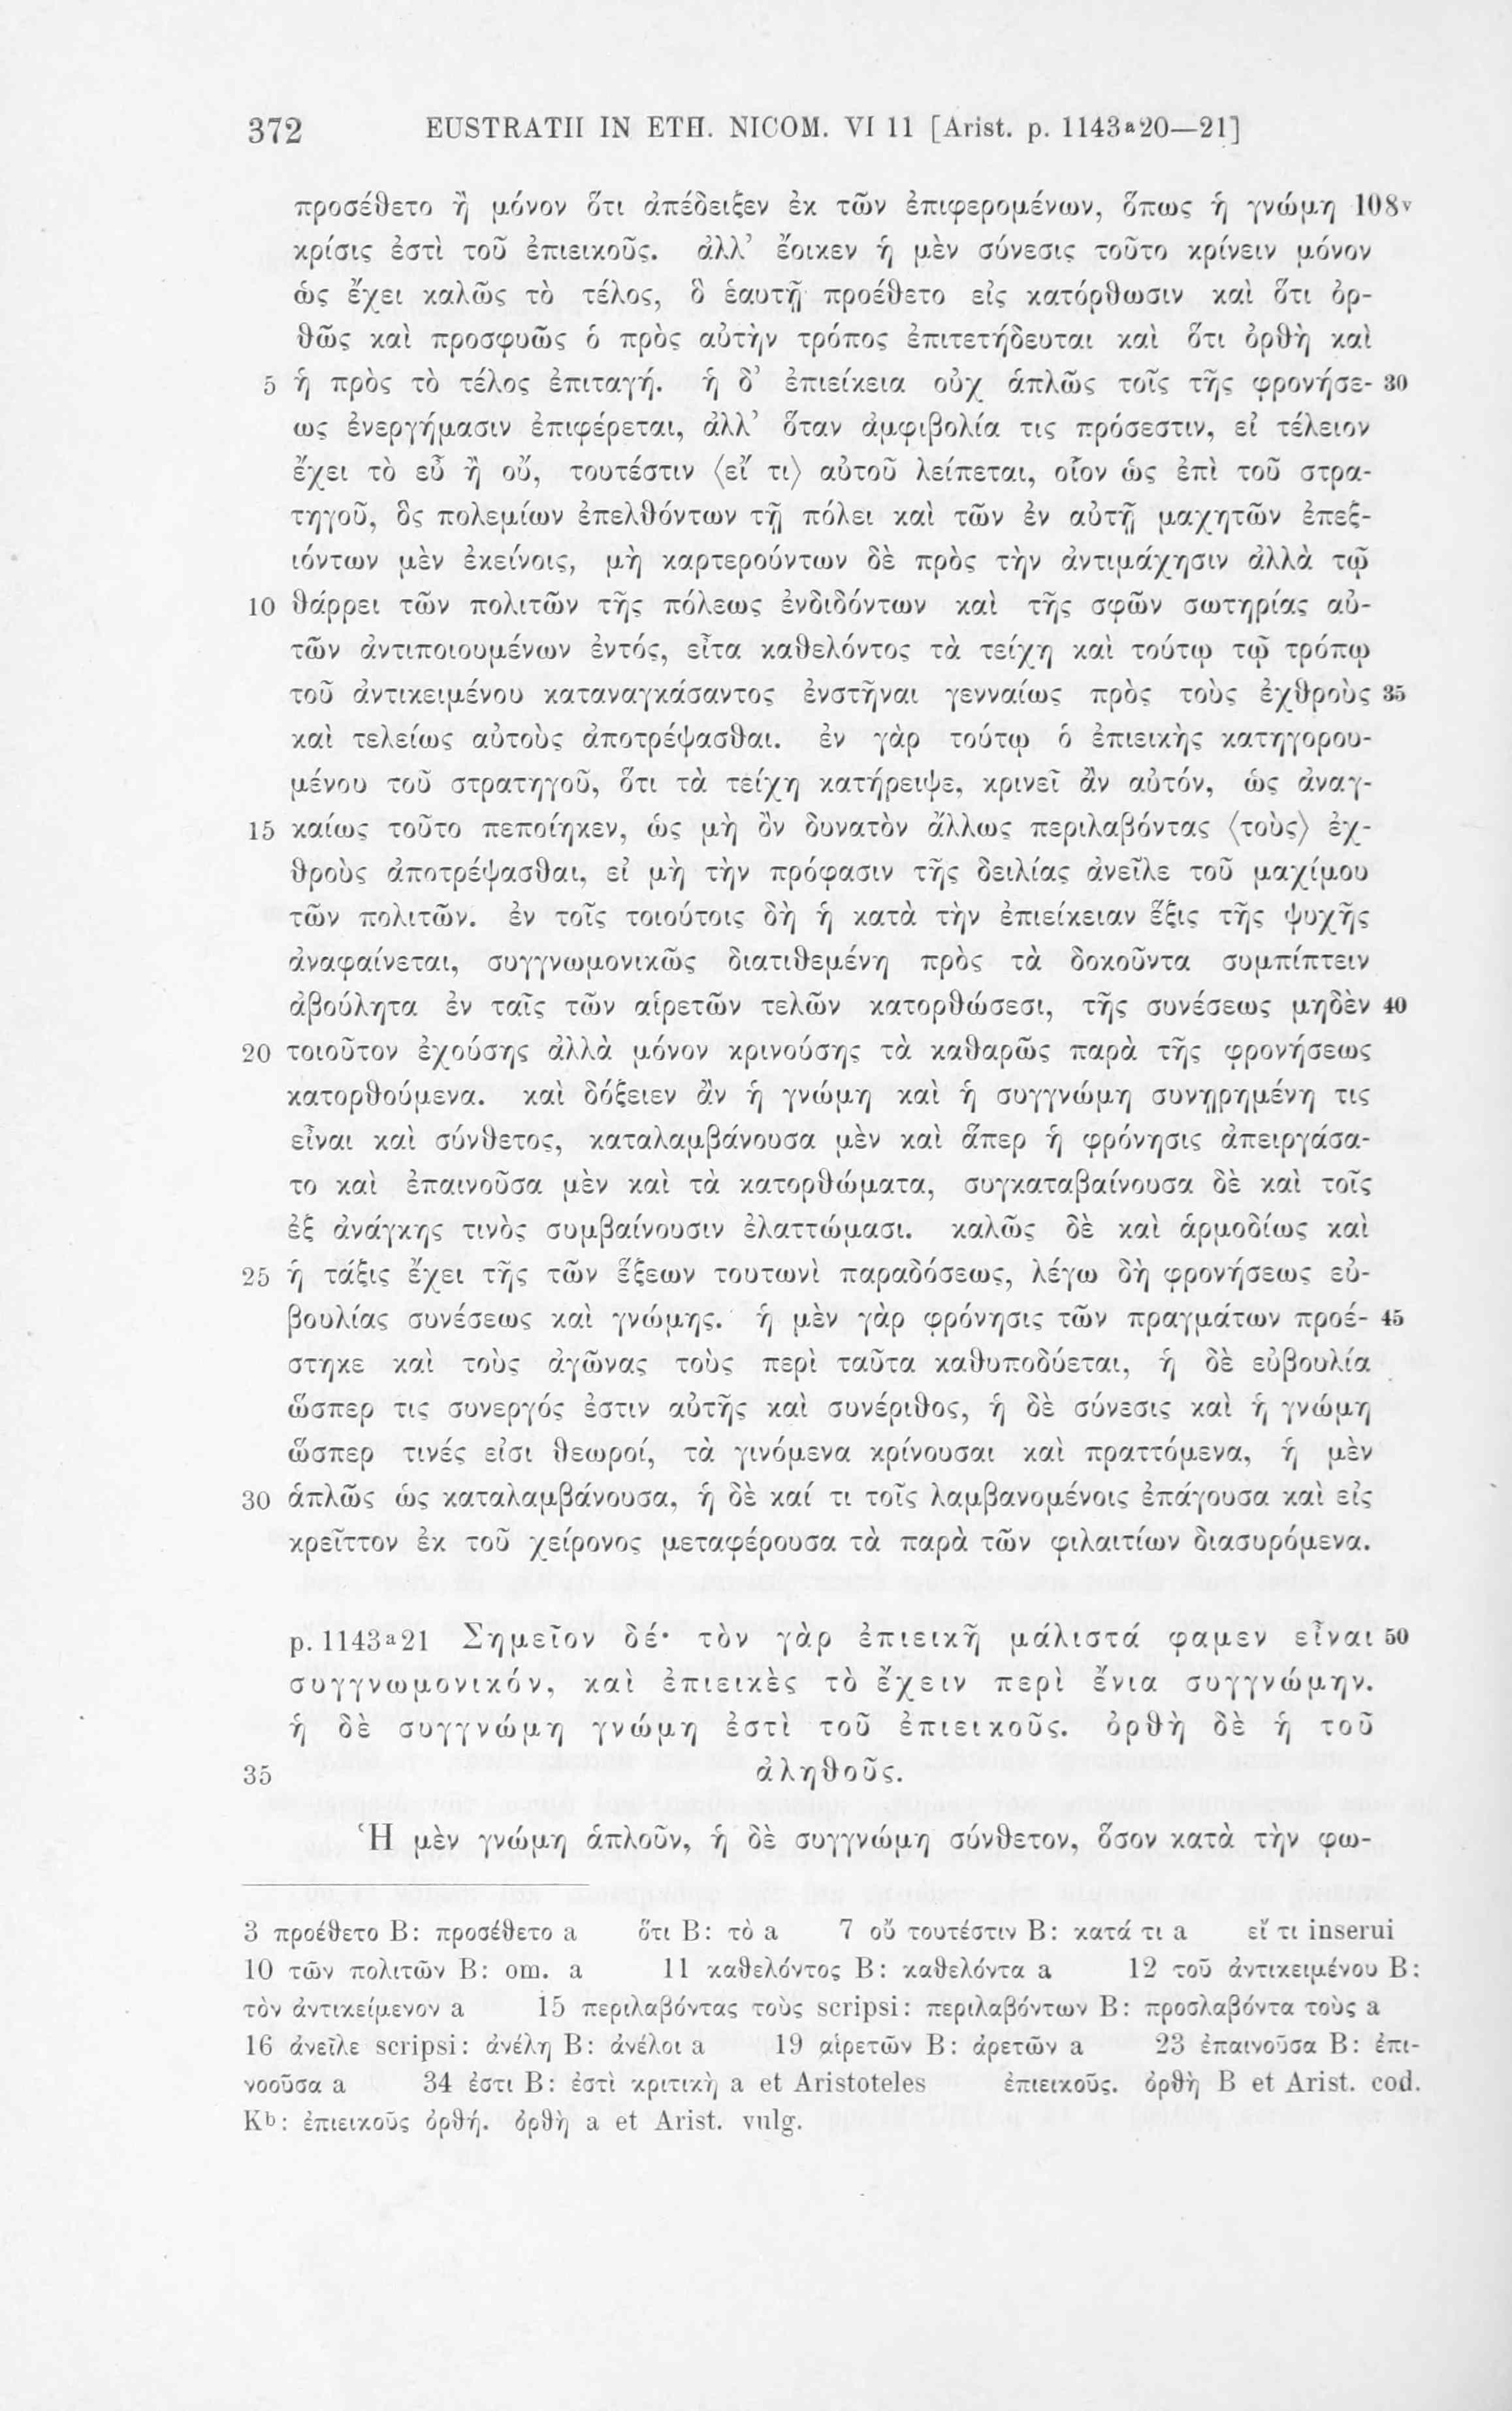 372 EUSTRATII IN ETH. NICOM. VI 11 [Arist. p. 1143ᵃ20—21]
προσέθετο ἢ μόνον ὅτι ἀπέδειξεν ἐκ τῶν ἐπιφερομένων, ὅπως ἡ γνώμη 108ᵛ
κρίσις ἐστὶ τοῦ ἐπιεικοῦς. ἀλλ’ ἔοικεν ἡ μὲν σύνεσις τοῦτο κρίνειν μόνον
ὡς ἔχει καλῶς τὸ τέλος, ὃ ἑαυτῇ προέθετο εἰς κατόρθωσιν καὶ ὅτι ὀρ-
θῶς καὶ προσφυῶς ὁ πρὸς αὐτὴν τρόπος ἐπιτετήδευται καὶ ὅτι ὀρθὴ καὶ
5 ἡ πρὸς τὸ τέλος ἐπιταγή. ἡ δ’ ἐπιείκεια οὐχ ἁπλῶς τοῖς τῆς φρονήσε- 30
ως ἐνεργήμασιν ἐπιφέρεται, ἀλλ’ ὅταν ἀμφιβολία τις πρόσεστιν, εἰ τέλειον
ἔχει τὸ εὖ ἢ οὔ, τουτέστιν ⟨εἴ τι⟩ αὐτοῦ λείπεται, οἷον ὡς ἐπὶ τοῦ στρα-
τηγοῦ, ὃς πολεμίων ἐπελθόντων τῇ πόλει καὶ τῶν ἐν αὐτῇ μαχητῶν ἐπεξ-
ιόντων μὲν ἐκείνοις, μὴ καρτερούντων δὲ πρὸς τὴν ἀντιμάχησιν ἀλλὰ τῷ
10 θάρρει τῶν πολιτῶν τῆς πόλεως ἐνδιδόντων καὶ τῆς σφῶν σωτηρίας αὐ-
τῶν ἀντιποιουμένων ἐντός, εἶτα καθελόντος τὰ τείχη καὶ τούτῳ τῷ τρόπῳ
τοῦ ἀντικειμένου καταναγκάσαντος ἐνστῆναι γενναίως πρὸς τοὺς ἐχθροὺς 35
καὶ τελείως αὐτοὺς ἀποτρέψασθαι. ἐν γὰρ τούτῳ ὁ ἐπιεικὴς κατηγορου-
μένου τοῦ στρατηγοῦ, ὅτι τὰ τείχη κατήρειψε, κρινεῖ ἂν αὐτόν, ὡς ἀναγ-
15 καίως τοῦτο πεποίηκεν, ὡς μὴ ὂν δυνατὸν ἄλλως περιλαβόντας ⟨τοὺς⟩ ἐχ-
θροὺς ἀποτρέψασθαι, εἰ μὴ τὴν πρόφασιν τῆς δειλίας ἀνεῖλε τοῦ μαχίμου
τῶν πολιτῶν. ἐν τοῖς τοιούτοις δὴ ἡ κατὰ τὴν ἐπιείκειαν ἕξις τῆς ψυχῆς
ἀναφαίνεται, συγγνωμονικῶς διατιθεμένη πρὸς τὰ δοκοῦντα συμπίπτειν
ἀβούλητα ἐν ταῖς τῶν αἱρετῶν τελῶν κατορθώσεσι, τῆς συνέσεως μηδὲν 40
20 τοιοῦτον ἐχούσης ἀλλὰ μόνον κρινούσης τὰ καθαρῶς παρὰ τῆς φρονήσεως
κατορθούμενα. καὶ δόξειεν ἂν ἡ γνώμη καὶ ἡ συγγνώμη συνῃρημένη τις
εἶναι καὶ σύνθετος, καταλαμβάνουσα μὲν καὶ ἅπερ ἡ φρόνησις ἀπειργάσα-
το καὶ ἐπαινοῦσα μὲν καὶ τὰ κατορθώματα, συγκαταβαίνουσα δὲ καὶ τοῖς
ἐξ ἀνάγκης τινὸς συμβαίνουσιν ἐλαττώμασι. καλῶς δὲ καὶ ἁρμοδίως καὶ
25 ἡ τάξις ἔχει τῆς τῶν ἕξεων τουτωνὶ παραδόσεως, λέγω δὴ φρονήσεως εὐ-
βουλίας συνέσεως καὶ γνώμης. ἡ μὲν γὰρ φρόνησις τῶν πραγμάτων προέ- 45
στηκε καὶ τοὺς ἀγῶνας τοὺς περὶ ταῦτα καθυποδύεται, ἡ δὲ εὐβουλία
ὥσπερ τις συνεργός ἐστιν αὐτῆς καὶ συνέριθος, ἡ δὲ σύνεσις καὶ ἡ γνώμη
ὥσπερ τινές εἰσι θεωροί, τὰ γινόμενα κρίνουσαι καὶ πραττόμενα, ἡ μὲν
30 ἁπλῶς ὡς καταλαμβάνουσα, ἡ δὲ καί τι τοῖς λαμβανομένοις ἐπάγουσα καὶ εἰς
κρεῖττον ἐκ τοῦ χείρονος μεταφέρουσα τὰ παρὰ τῶν φιλαιτίων διασυρόμενα.
p. 1143ᵃ21 Σημεῖον δέ· τὸν γὰρ ἐπιεικῆ μάλιστά φαμεν εἶναι 50
συγγνωμονικόν, καὶ ἐπιεικὲς τὸ ἔχειν περὶ ἔνια συγγνώμην.
ἡ δὲ συγγνώμη γνώμη ἐστὶ τοῦ ἐπιεικοῦς. ὀρθὴ δὲ ἡ τοῦ
35 ἀληθοῦς.
Ἡ μὲν γνώμη ἁπλοῦν, ἡ δὲ συγγνώμη σύνθετον, ὅσον κατὰ τὴν φω-
3 προέθετο B: προσέθετο a ὅτι B: τὸ a 7 οὔ τουτέστιν B: κατά τι a εἴ τι inserui
10 τῶν πολιτῶν B: om. a 11 καθελόντος B: καθελόντα a 12 τοῦ ἀντικειμένου B:
τὸν ἀντικείμενον a 15 περιλαβόντας τοὺς scripsi: περιλαβόντων B: προσλαβόντα τοὺς a
16 ἀνεῖλε scripsi: ἀνέλῃ B: ἀνέλοι a 19 αἱρετῶν B: ἀρετῶν a 23 ἐπαινοῦσα B: ἐπι-
νοοῦσα a 34 ἐστι B: ἐστὶ κριτικὴ a et Aristoteles ἐπιεικοῦς. ὀρθὴ B et Arist. cod.
Kᵇ: ἐπιεικοῦς ὀρθή. ὀρθὴ a et Arist. vulg.